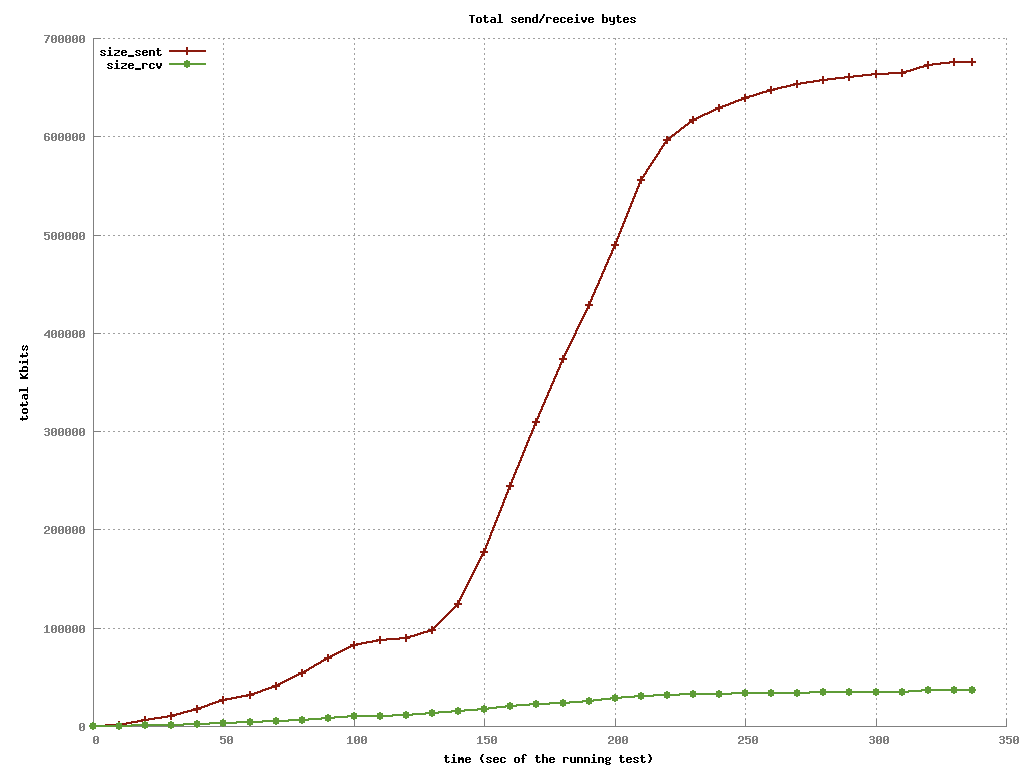 Total send/receive bytes
700000
size_sent
size_rcv
600000
500000
400000
total Kbits
300000
200000
100000
0
0 50 100 150 200 250 300 350
time (sec of the running test)